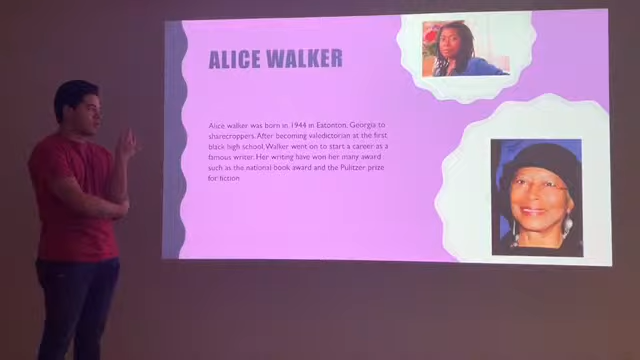 ALICE WALKER
Alice walker was born in 1944 in Eatonton, Georgia to
sharecroppers. After becoming valedictorian at the first
black high school, Walker went on to start a career as a
famous writer. Her writing have won her many award
such as the national book award and the Pulitzer prize
for fiction